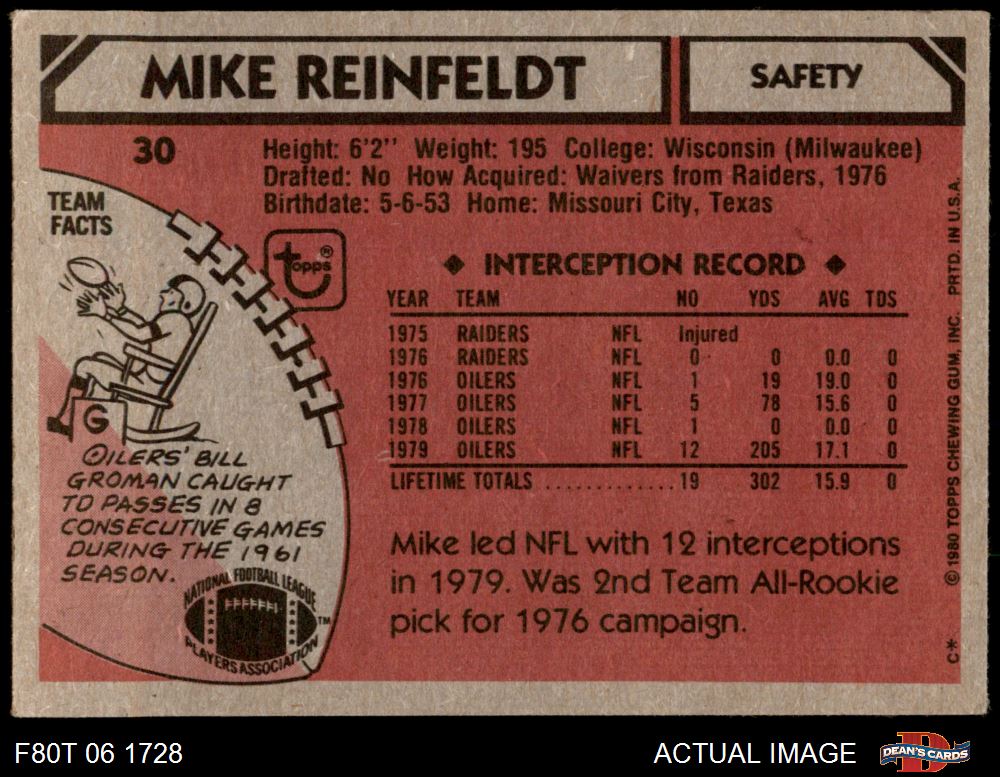 MIKE REINFELDT
SAFETY
30
Height: 6'2" Weight: 195 College: Wisconsin (Milwaukee)
Drafted: No How Acquired: Waivers from Raiders, 1976
Birthdate: 5-6-53 Home: Missouri City, Texas
TEAM
FACTS
topps®
G
OILERS' BILL
GROMAN CAUGHT
TD PASSES IN 8
CONSECUTIVE GAMES
DURING THE 1961
SEASON.
NATIONAL FOOTBALL LEAGUE
PLAYERS ASSOCIATION
TM
◆ INTERCEPTION RECORD ◆
YEAR TEAM NO YDS AVG TDS
1975 RAIDERS NFL Injured
1976 RAIDERS NFL 0 0 0.0 0
1976 OILERS NFL 1 19 19.0 0
1977 OILERS NFL 5 78 15.6 0
1978 OILERS NFL 1 0 0.0 0
1979 OILERS NFL 12 205 17.1 0
LIFETIME TOTALS ............. 19 302 15.9 0
Mike led NFL with 12 interceptions
in 1979. Was 2nd Team All-Rookie
pick for 1976 campaign.
C* © 1980 TOPPS CHEWING GUM, INC. PRTD. IN U.S.A.
F80T 06 1728
ACTUAL IMAGE
DEAN'S CARDS